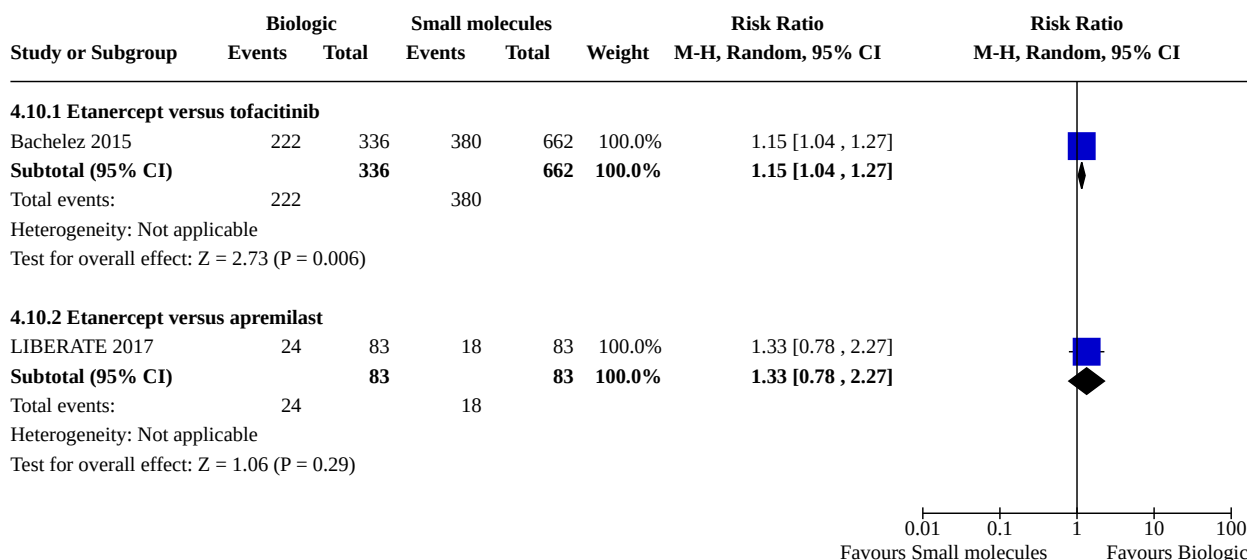 Biologic Small molecules Risk Ratio Risk Ratio
Study or Subgroup Events Total Events Total Weight M-H, Random, 95% CI M-H, Random, 95% CI
4.10.1 Etanercept versus tofacitinib
Bachelez 2015 222 336 380 662 100.0% 1.15 [1.04 , 1.27]
Subtotal (95% CI) 336 662 100.0% 1.15 [1.04 , 1.27]
Total events: 222 380
Heterogeneity: Not applicable
Test for overall effect: Z = 2.73 (P = 0.006)
4.10.2 Etanercept versus apremilast
LIBERATE 2017 24 83 18 83 100.0% 1.33 [0.78 , 2.27]
Subtotal (95% CI) 83 83 100.0% 1.33 [0.78 , 2.27]
Total events: 24 18
Heterogeneity: Not applicable
Test for overall effect: Z = 1.06 (P = 0.29)
0.01 0.1 1 10 100
Favours Small molecules Favours Biologic